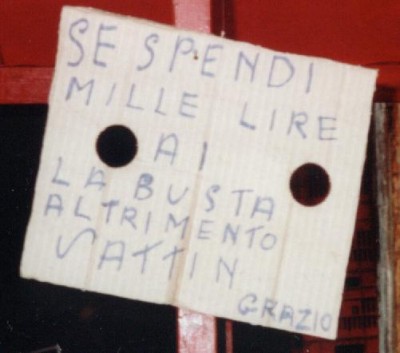 SE SPENDI
MILLE LIRE
AI
LA BUSTA
ALTRIMENTO
VATTIN
GRAZIO